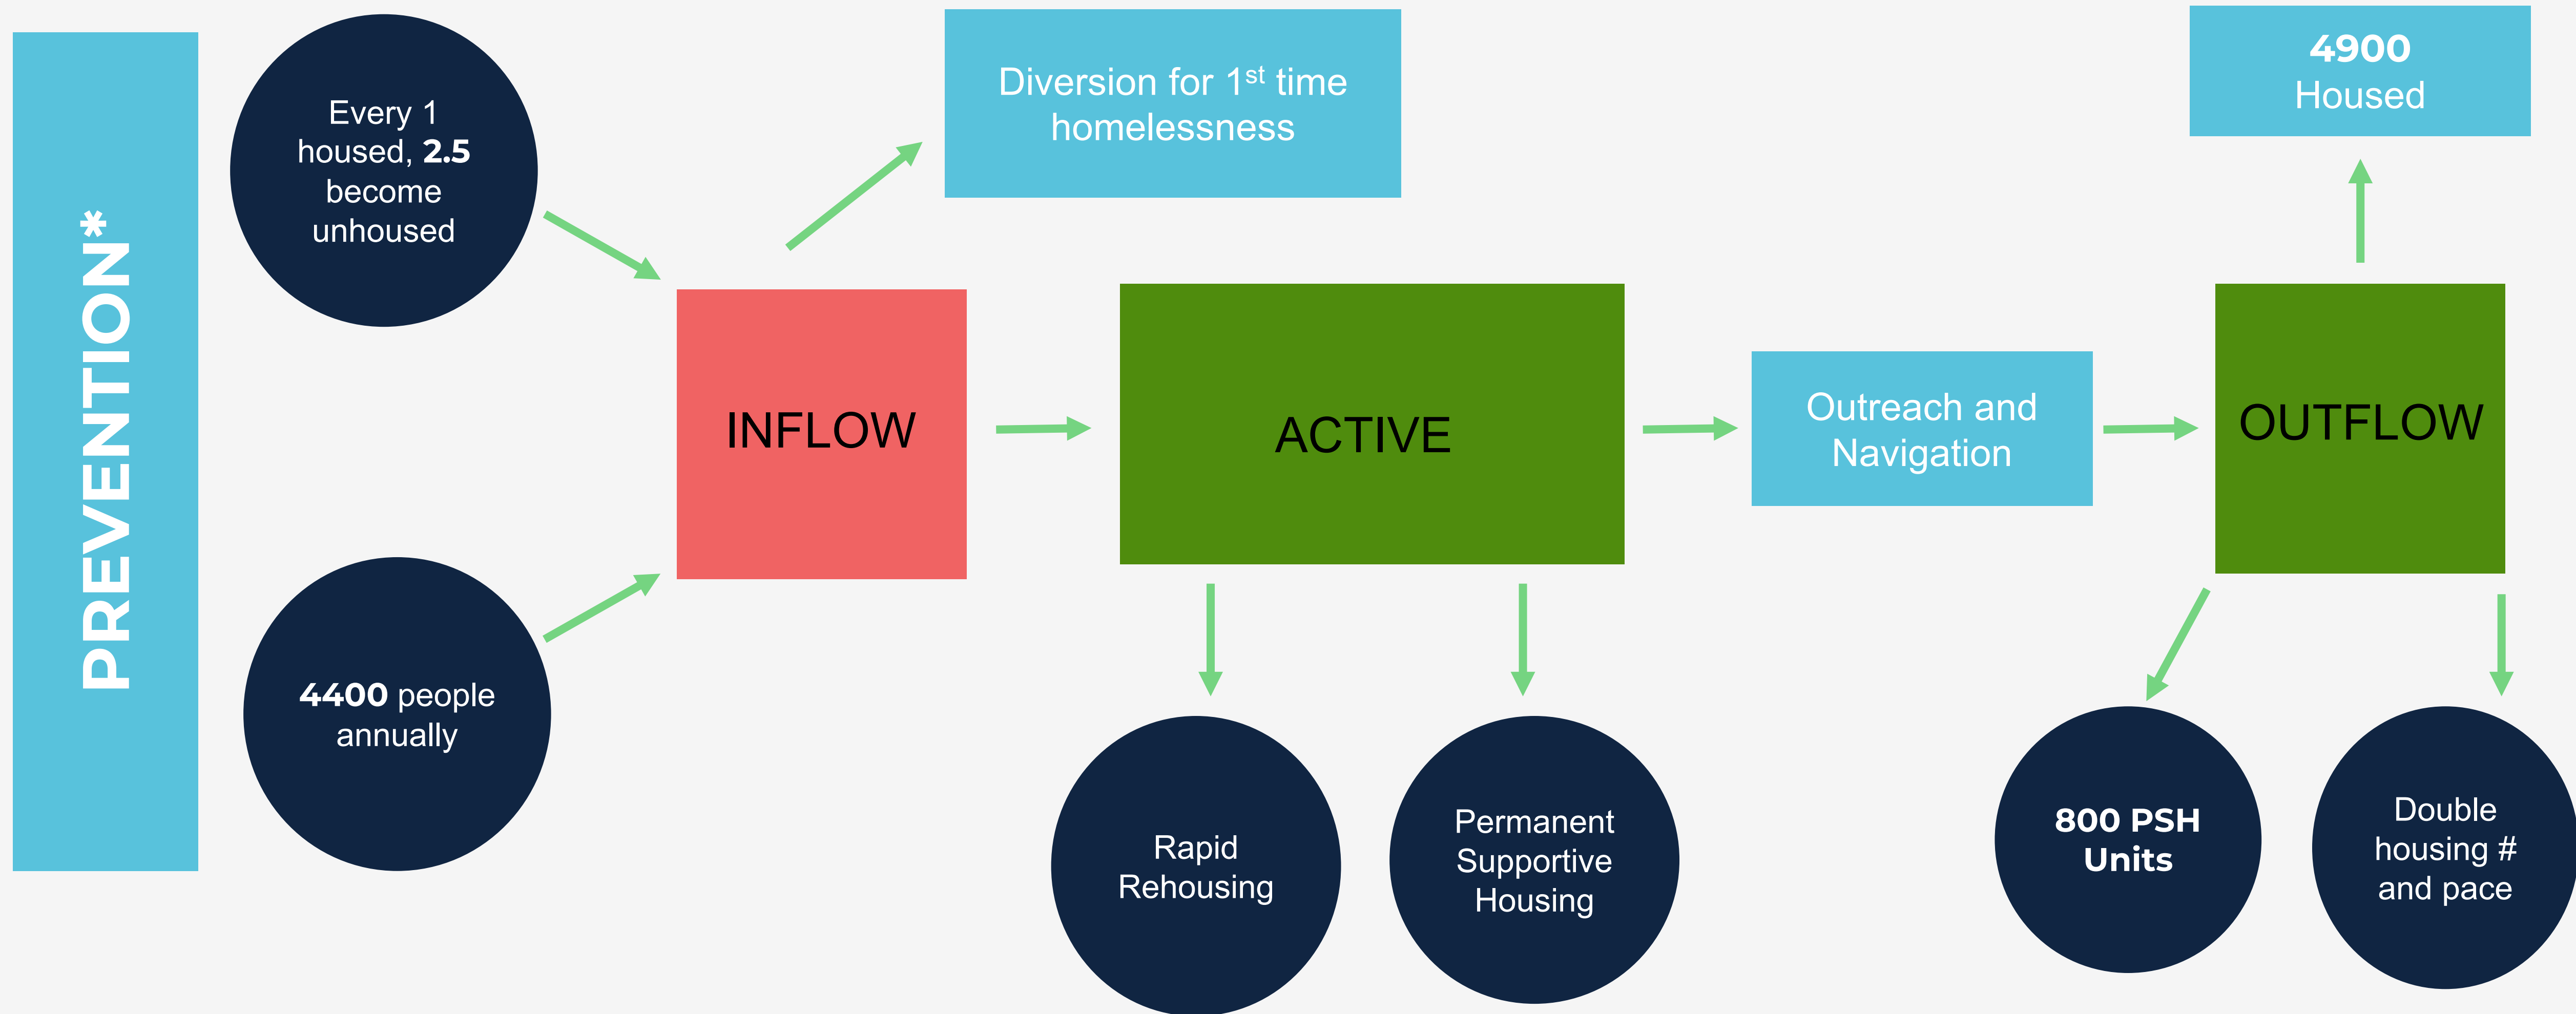 PREVENTION*
Every 1
housed, 2.5
become
unhoused
4400 people
annually
INFLOW
Diversion for 1st time
homelessness
ACTIVE
Rapid
Rehousing
Permanent
Supportive
Housing
Outreach and
Navigation
4900
Housed
OUTFLOW
800 PSH
Units
Double
housing #
and pace